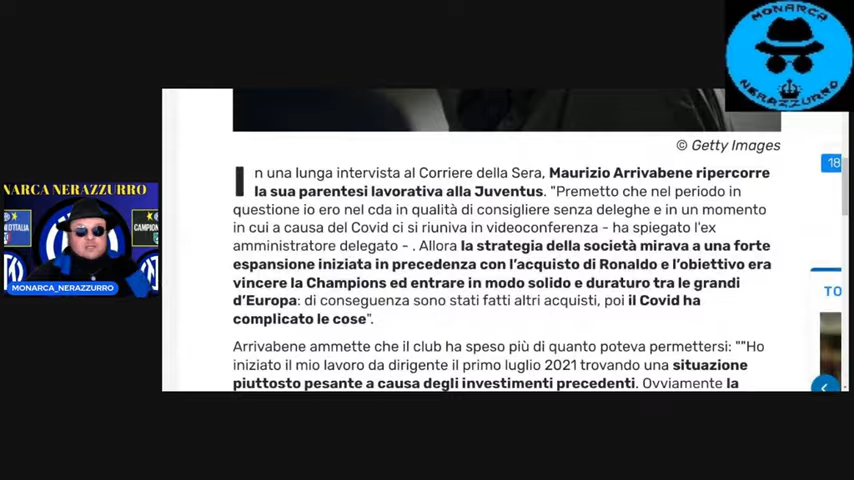 MONARCA
NERAZZURRO
© Getty Images
In una lunga intervista al Corriere della Sera, Maurizio Arrivabene ripercorre
la sua parentesi lavorativa alla Juventus. "Premetto che nel periodo in
questione io ero nel cda in qualità di consigliere senza deleghe e in un momento
in cui a causa del Covid ci si riuniva in videoconferenza - ha spiegato l'ex
amministratore delegato - . Allora la strategia della società mirava a una forte
espansione iniziata in precedenza con l'acquisto di Ronaldo e l'obiettivo era
vincere la Champions ed entrare in modo solido e duraturo tra le grandi
d'Europa: di conseguenza sono stati fatti altri acquisti, poi il Covid ha
complicato le cose".
Arrivabene ammette che il club ha speso più di quanto poteva permettersi: ""Ho
iniziato il mio lavoro da dirigente il primo luglio 2021 trovando una situazione
piuttosto pesante a causa degli investimenti precedenti. Ovviamente la
18
TO
NARCA NERAZZURRO
D'ITALIA
CAMPION
MONARCA_NERAZZURRO